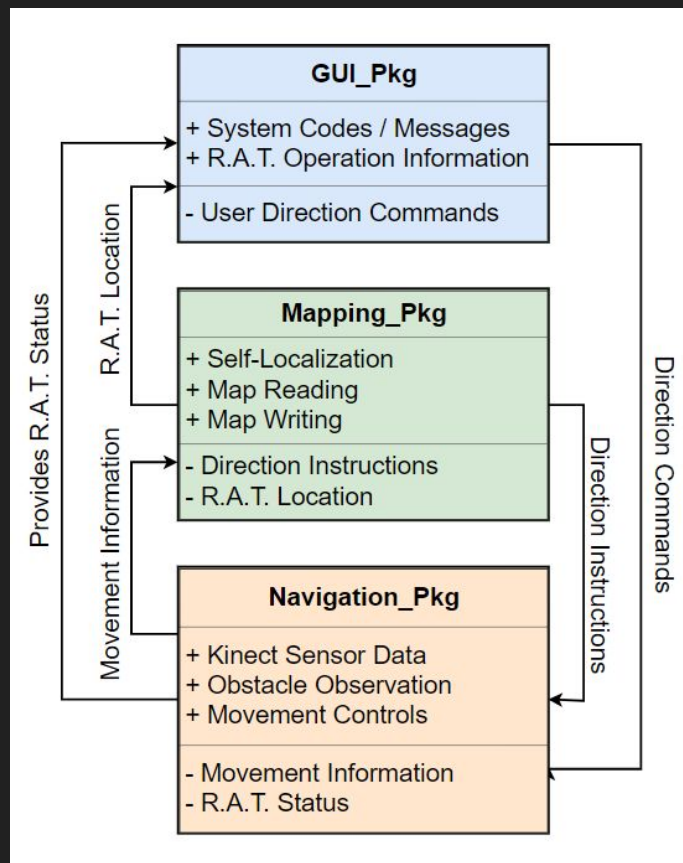 GUI_Pkg
+ System Codes / Messages
+ R.A.T. Operation Information
- User Direction Commands
R.A.T. Location
Provides R.A.T. Status
Mapping_Pkg
+ Self-Localization
+ Map Reading
+ Map Writing
- Direction Instructions
- R.A.T. Location
Direction Commands
Direction Instructions
Movement Information
Navigation_Pkg
+ Kinect Sensor Data
+ Obstacle Observation
+ Movement Controls
- Movement Information
- R.A.T. Status